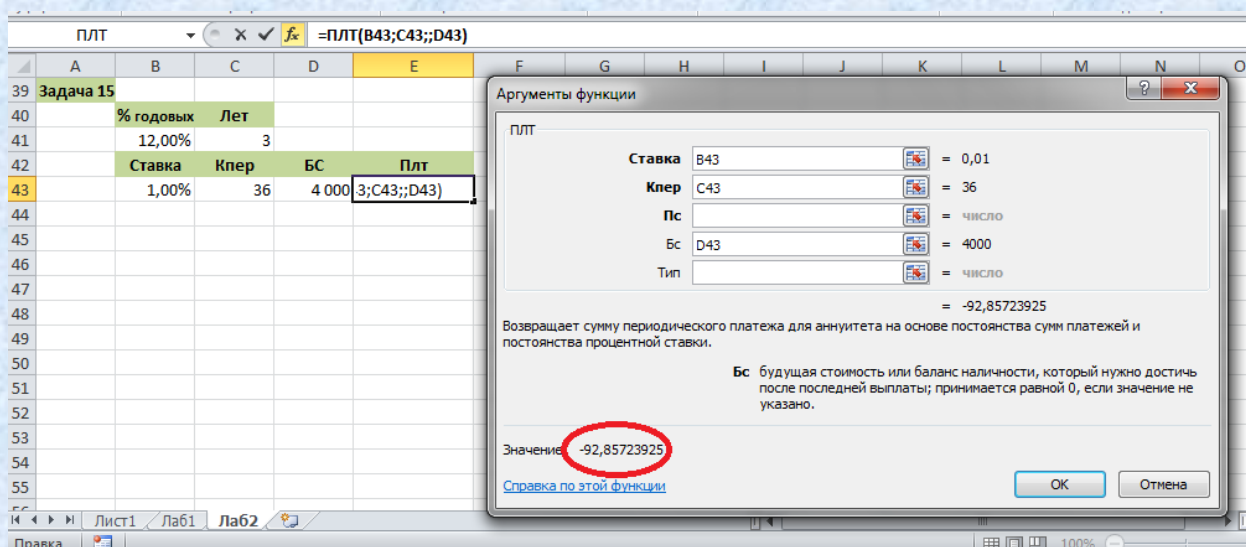 ПЛТ =ПЛТ(B43;C43;;D43)
A B C D E F G H I J K L M N O
39 Задача 15
40 % годовых Лет
41 12,00% 3
42 Ставка Кпер БС Плт
43 1,00% 36 4 000 3;C43;;D43)
44
45
46
47
48
49
50
51
52
53
54
55
Аргументы функции
ПЛТ
Ставка B43 = 0,01
Кпер C43 = 36
Пс = число
Бс D43 = 4000
Тип = число
= -92,85723925
Возвращает сумму периодического платежа для аннуитета на основе постоянства сумм платежей и
постоянства процентной ставки.
Бс будущая стоимость или баланс наличности, который нужно достичь
после последней выплаты; принимается равной 0, если значение не
указано.
Значение: -92,85723925
Справка по этой функции
ОК Отмена
Лист1 Лаб1 Лаб2
Правка 100%